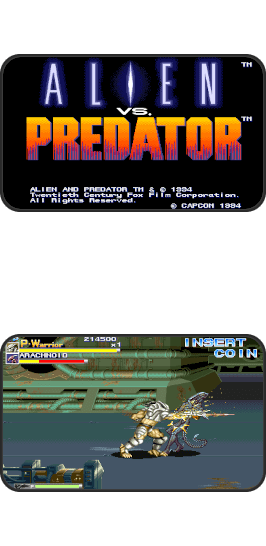 ALIEN TM
VS.
PREDATOR TM
ALIEN AND PREDATOR TM & © 1994
Twentieth Century Fox Film Corporation.
All Rights Reserved.
© CAPCOM 1994
214500
P-Warrior x1
ARACHNOID
INSERT
COIN